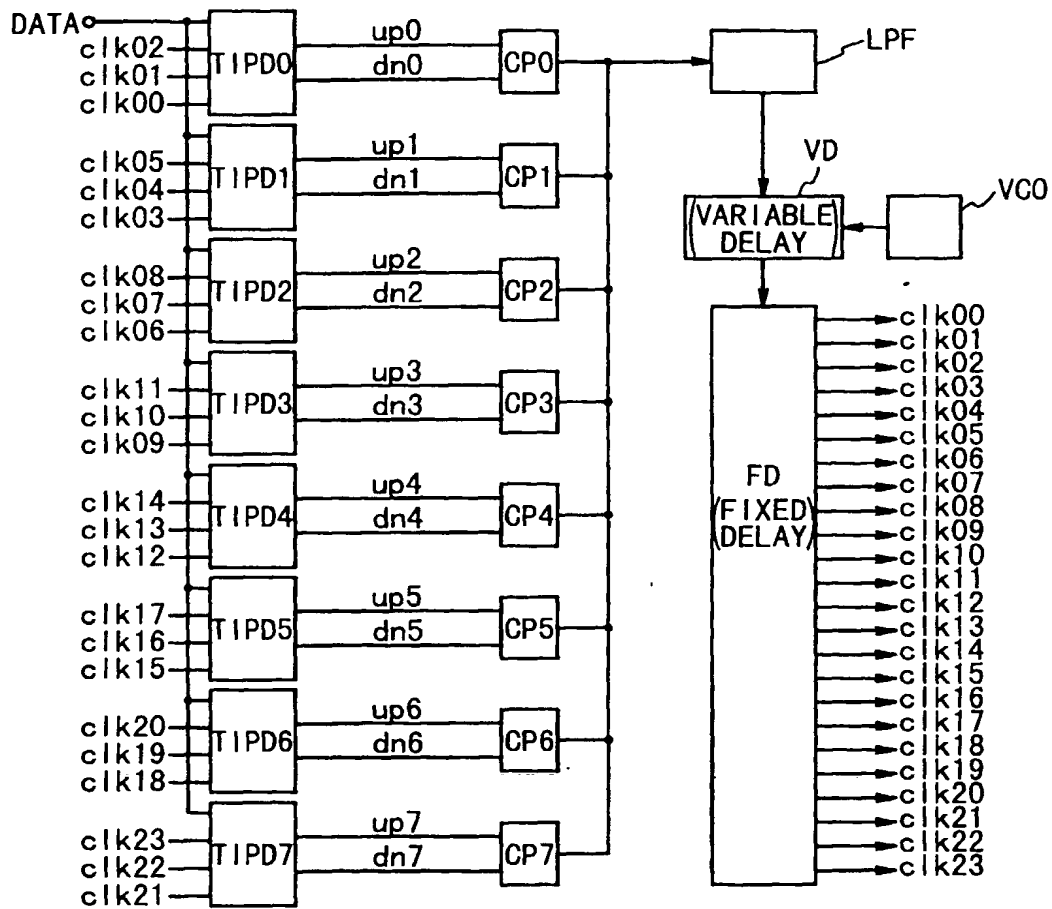 DATA
clk02
clk01
clk00
TIPD0
up0
dn0
CP0
clk05
clk04
clk03
TIPD1
up1
dn1
CP1
clk08
clk07
clk06
TIPD2
up2
dn2
CP2
clk11
clk10
clk09
TIPD3
up3
dn3
CP3
clk14
clk13
clk12
TIPD4
up4
dn4
CP4
clk17
clk16
clk15
TIPD5
up5
dn5
CP5
clk20
clk19
clk18
TIPD6
up6
dn6
CP6
clk23
clk22
clk21
TIPD7
up7
dn7
CP7
LPF
VD
(VARIABLE
DELAY)
VCO
FD
(FIXED
DELAY)
clk00
clk01
clk02
clk03
clk04
clk05
clk06
clk07
clk08
clk09
clk10
clk11
clk12
clk13
clk14
clk15
clk16
clk17
clk18
clk19
clk20
clk21
clk22
clk23